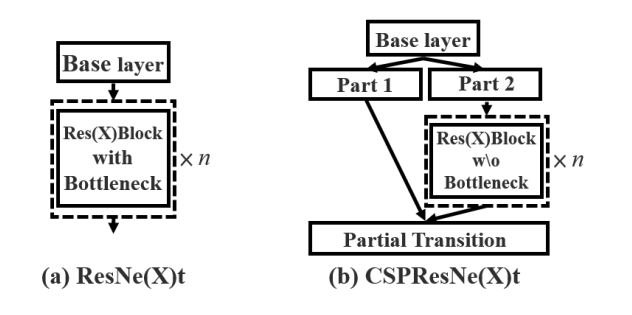 Base layer
Res(X)Block
with
Bottleneck
× n
(a) ResNe(X)t
Base layer
Part 1
Part 2
Res(X)Block
w\o
Bottleneck
× n
Partial Transition
(b) CSPResNe(X)t